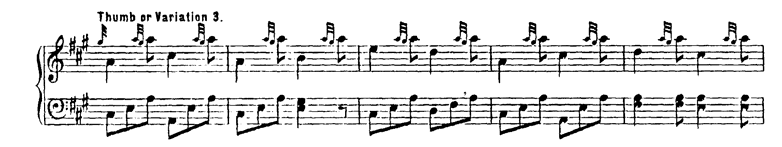 Thumb or Variation 3.